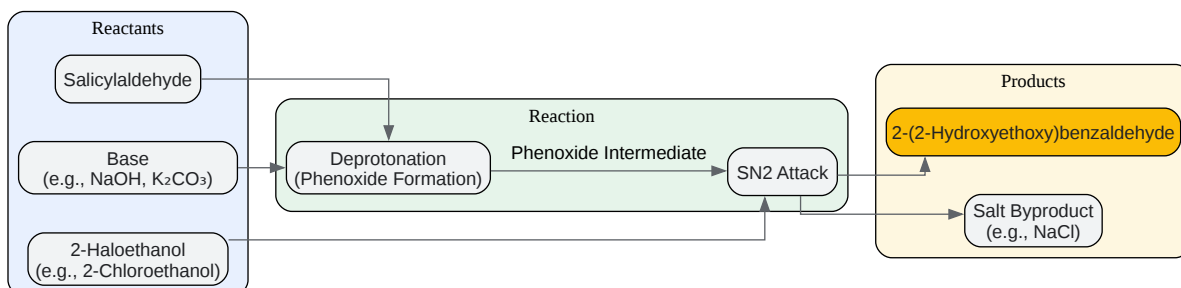 Reactants
Salicylaldehyde
Base
(e.g., NaOH, K₂CO₃)
2-Haloethanol
(e.g., 2-Chloroethanol)
Reaction
Deprotonation
(Phenoxide Formation)
Phenoxide Intermediate
SN2 Attack
Products
2-(2-Hydroxyethoxy)benzaldehyde
Salt Byproduct
(e.g., NaCl)